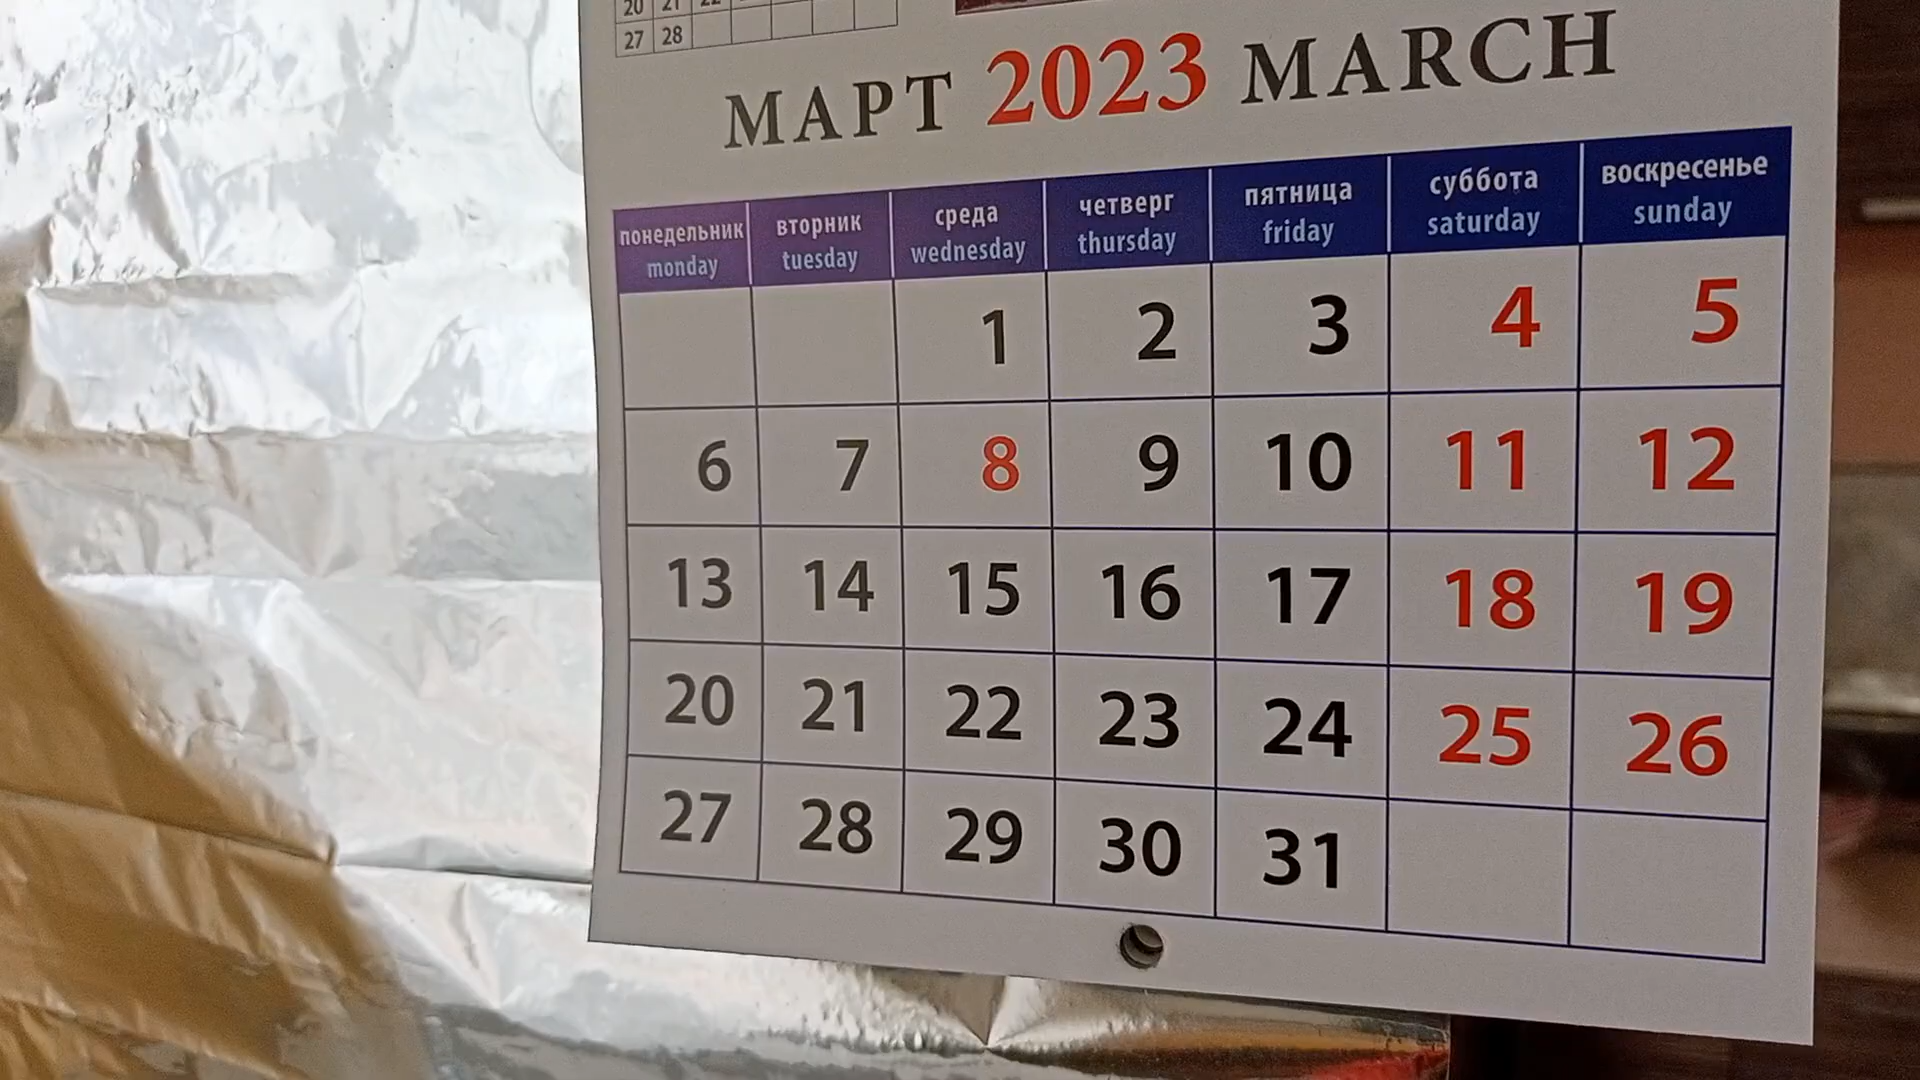 20 21 22
27 28
МАРТ 2023 MARCH
понедельник вторник среда четверг пятница суббота воскресенье
monday tuesday wednesday thursday friday saturday sunday
1 2 3 4 5
6 7 8 9 10 11 12
13 14 15 16 17 18 19
20 21 22 23 24 25 26
27 28 29 30 31